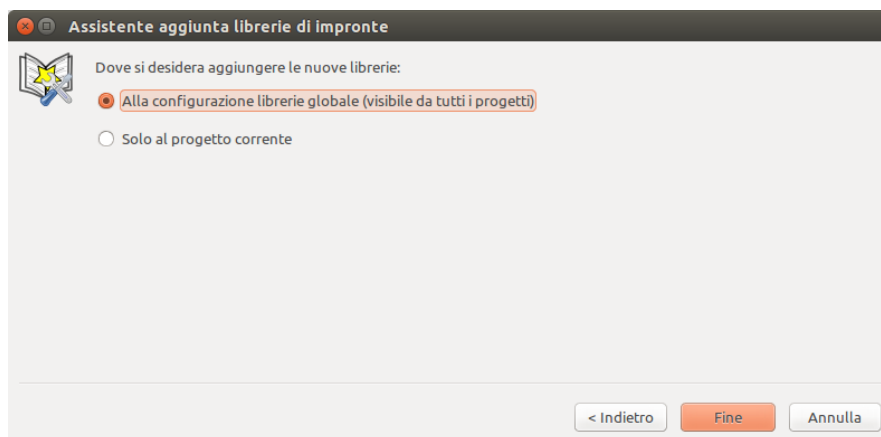 Assistente aggiunta librerie di impronte
Dove si desidera aggiungere le nuove librerie:
Alla configurazione librerie globale (visibile da tutti i progetti)
Solo al progetto corrente
< Indietro Fine Annulla